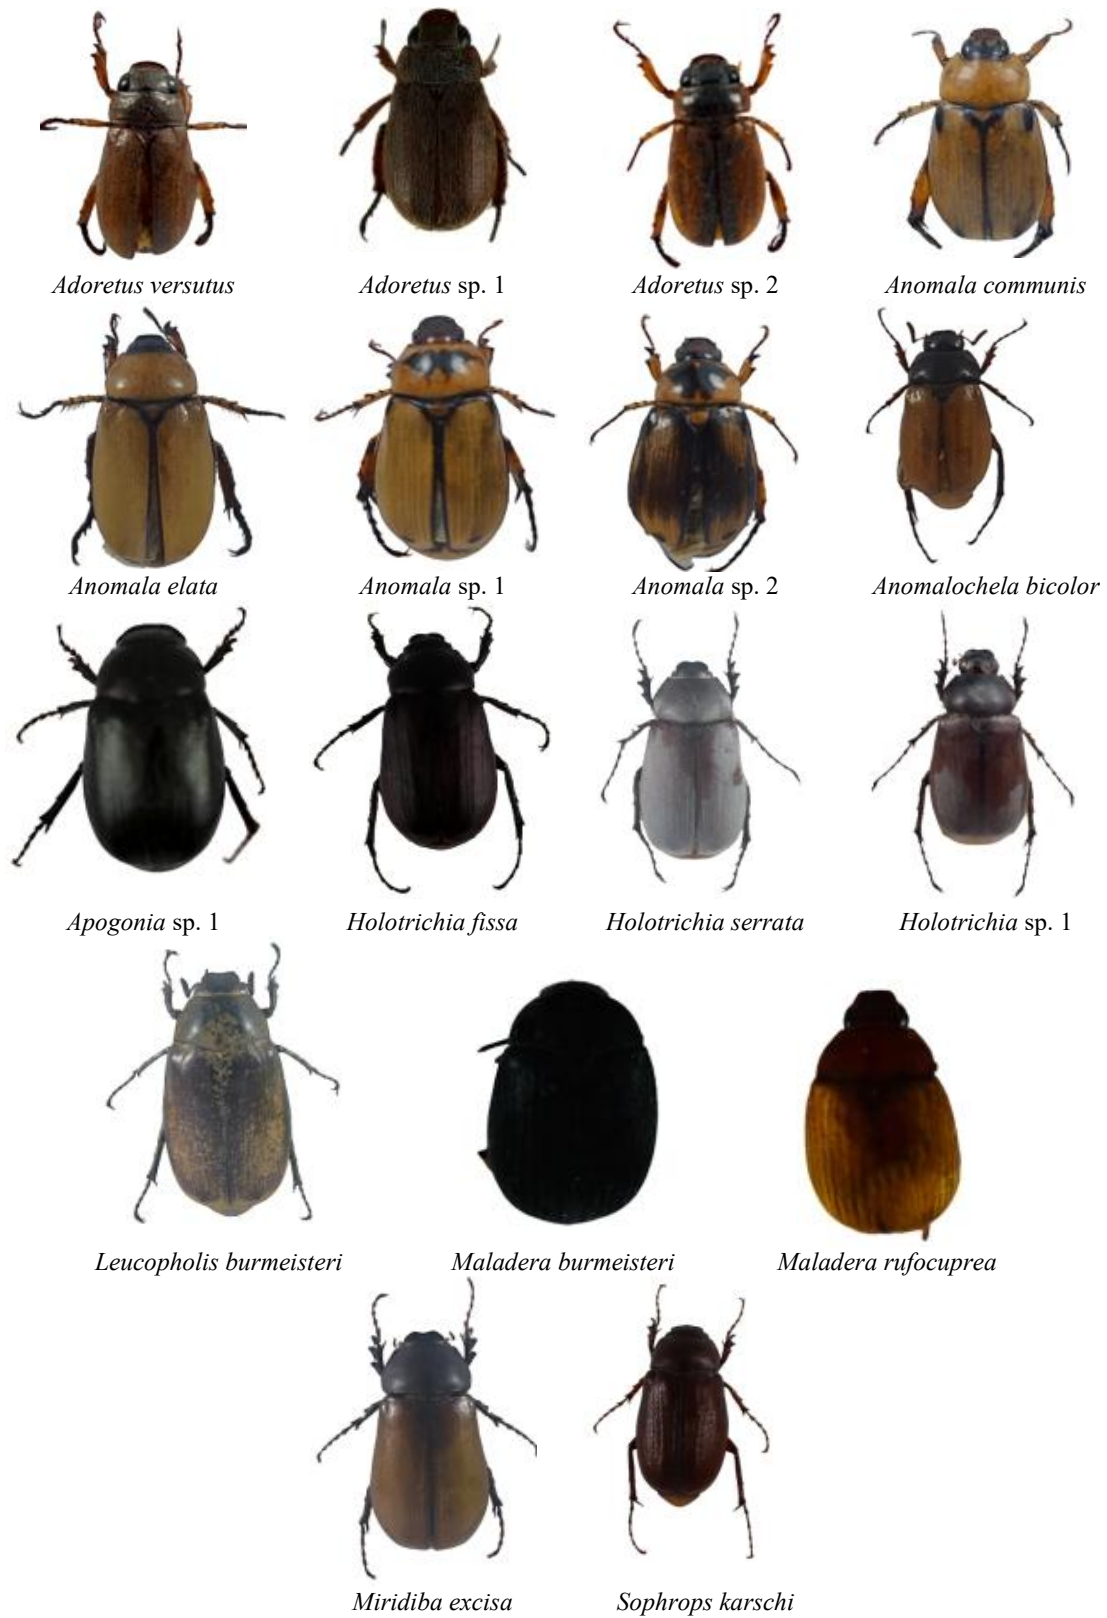 Adoretus versutus
Adoretus sp. 1
Adoretus sp. 2
Anomala communis
Anomala elata
Anomala sp. 1
Anomala sp. 2
Anomalochela bicolor
Apogonia sp. 1
Holotrichia fissa
Holotrichia serrata
Holotrichia sp. 1
Leucopholis burmeisteri
Maladera burmeisteri
Maladera rufocuprea
Miridiba excisa
Sophrops karschi